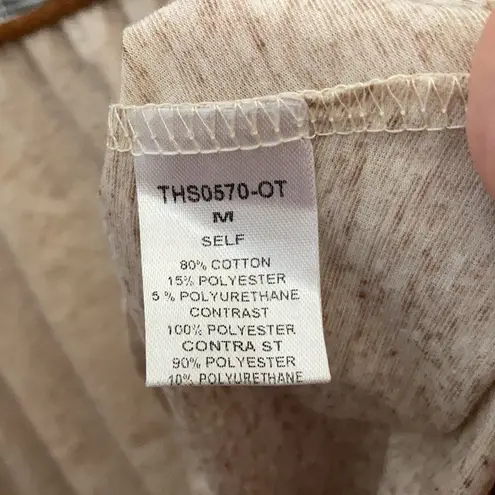 THS0570-OT
M
SELF
80% COTTON
15% POLYESTER
5 % POLYURETHANE
CONTRAST
100% POLYESTER
CONTRA ST
90% POLYESTER
10% POLYURETHANE